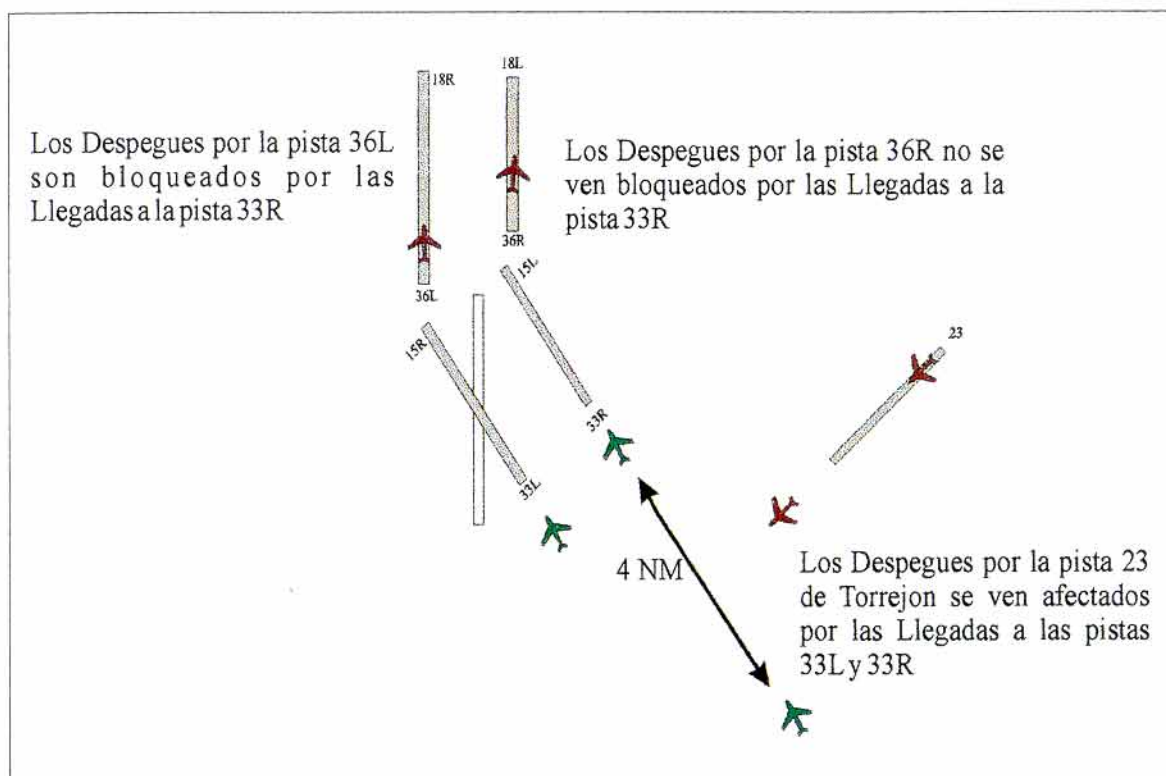 18R
18L
Los Despegues por la pista 36L
son bloqueados por las
Llegadas a la pista 33R
Los Despegues por la pista 36R no se
ven bloqueados por las Llegadas a la
pista 33R
36R
15L
36L
15R
23
33R
33L
4 NM
Los Despegues por la pista 23
de Torrejon se ven afectados
por las Llegadas a las pistas
33L y 33R